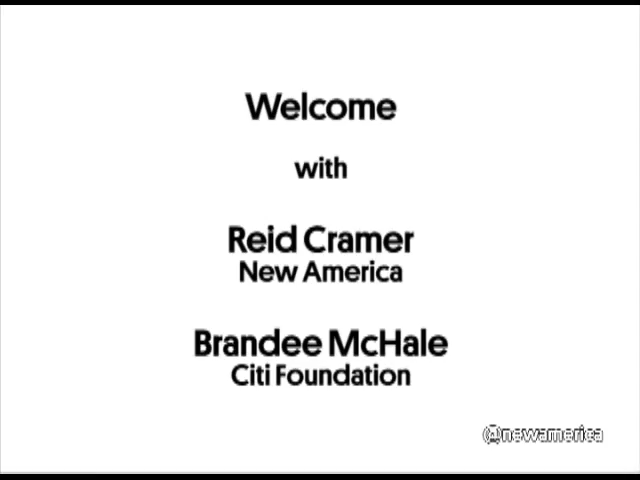 Welcome
with
Reid Cramer
New America
Brandee McHale
Citi Foundation
@newamerica